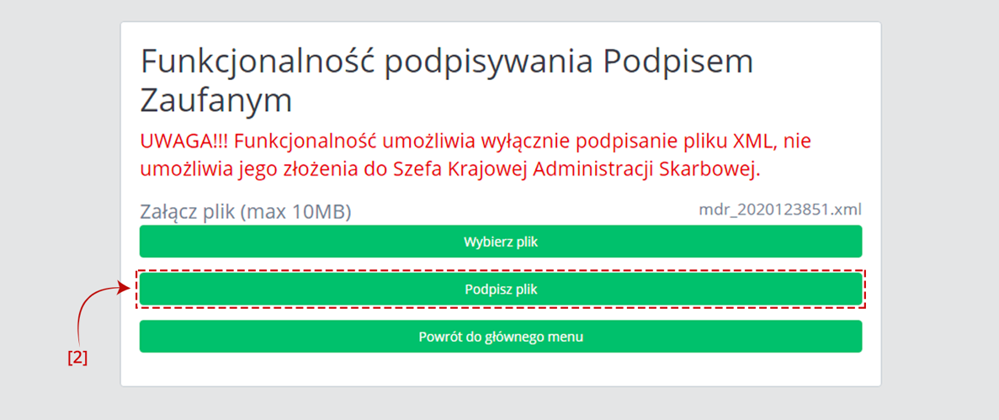 Funkcjonalność podpisywania Podpisem
Zaufanym
UWAGA!!! Funkcjonalność umożliwia wyłącznie podpisanie pliku XML, nie
umożliwia jego złożenia do Szefa Krajowej Administracji Skarbowej.
Załącz plik (max 10MB) mdr_2020123851.xml
Wybierz plik
Podpisz plik
Powrót do głównego menu
[2]